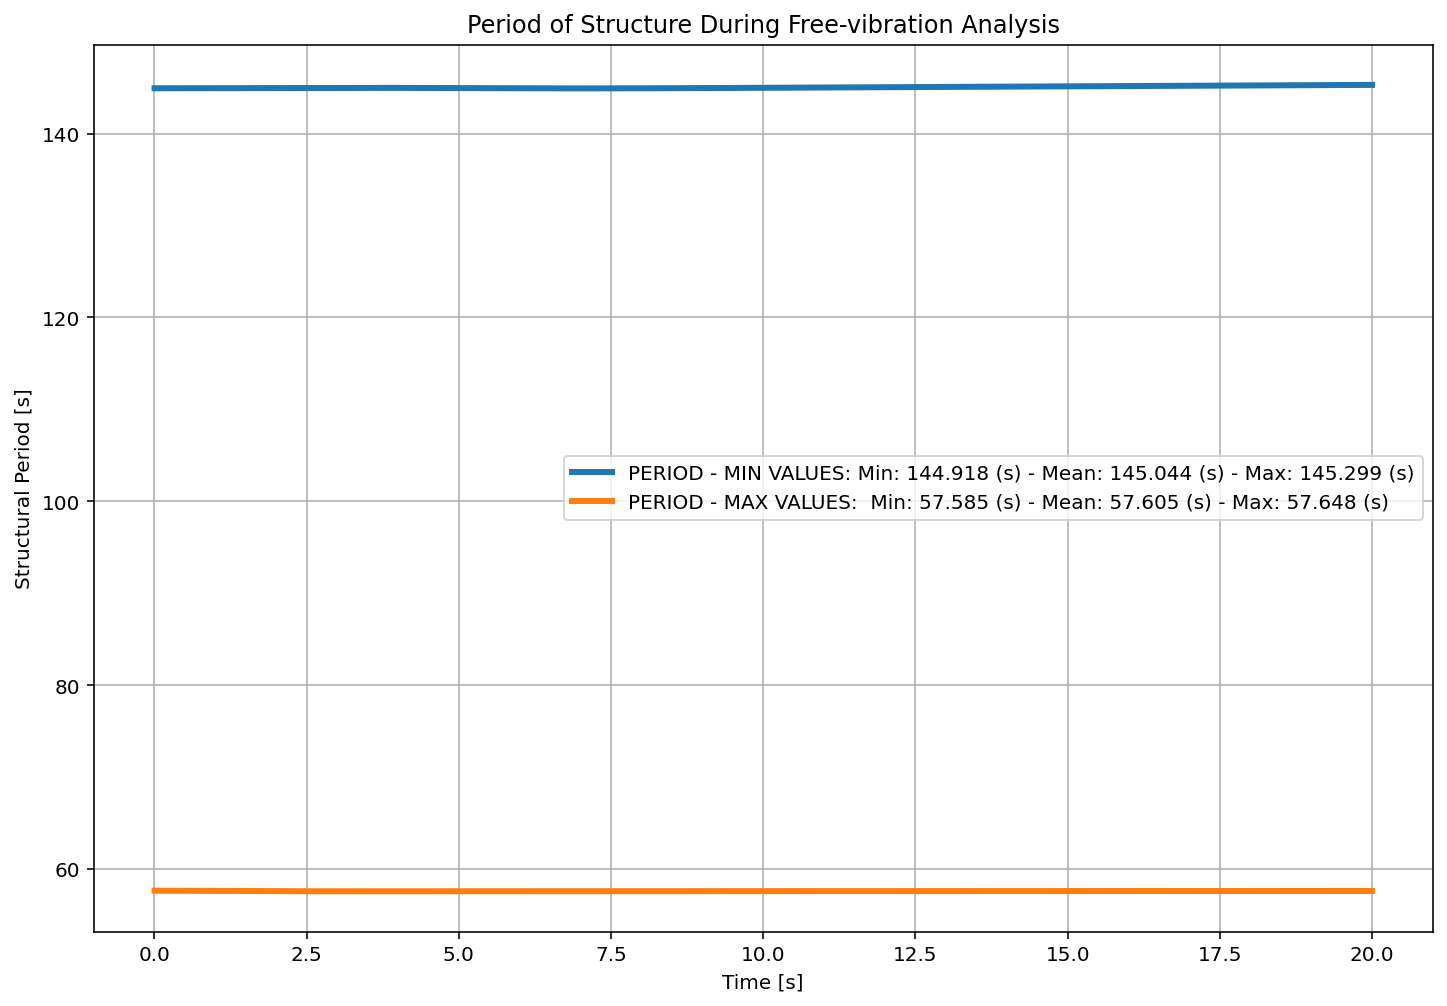 Period of Structure During Free-vibration Analysis
Structural Period [s]
140
120
100
80
60
PERIOD - MIN VALUES: Min: 144.918 (s) - Mean: 145.044 (s) - Max: 145.299 (s)
PERIOD - MAX VALUES:  Min: 57.585 (s) - Mean: 57.605 (s) - Max: 57.648 (s)
0.0 2.5 5.0 7.5 10.0 12.5 15.0 17.5 20.0
Time [s]